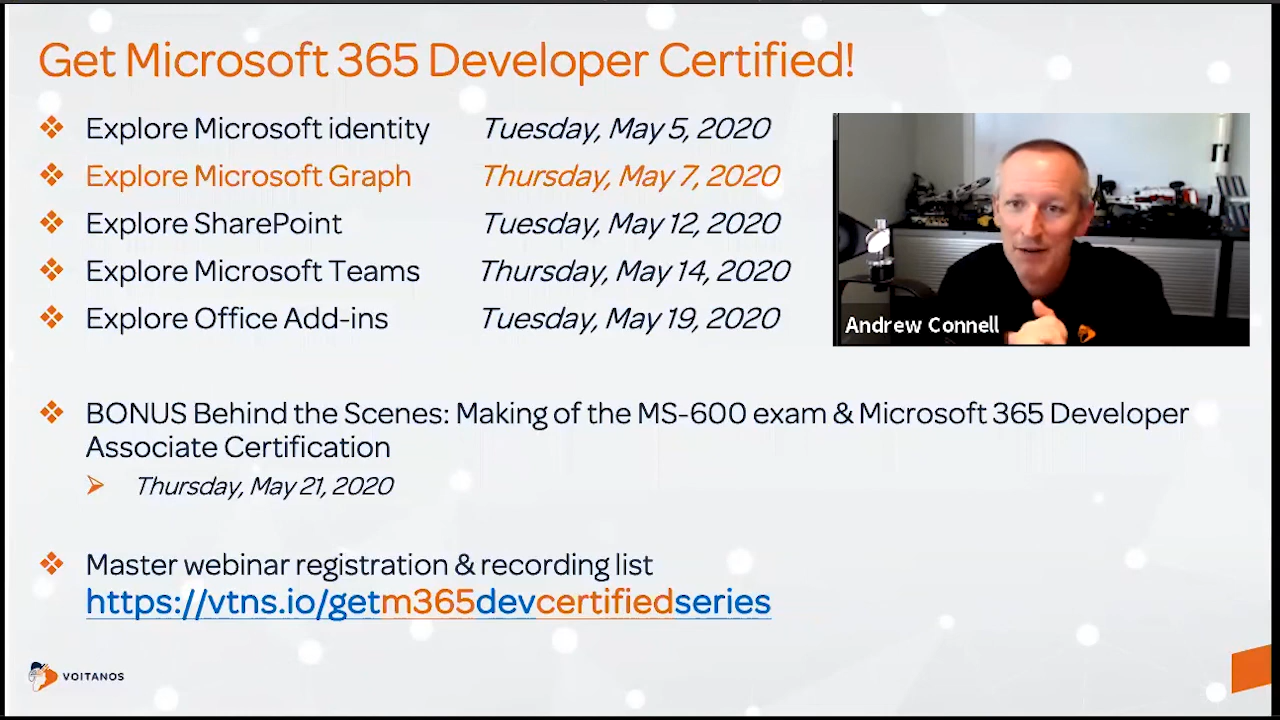 Get Microsoft 365 Developer Certified!
Explore Microsoft identity Tuesday, May 5, 2020
Explore Microsoft Graph Thursday, May 7, 2020
Explore SharePoint Tuesday, May 12, 2020
Explore Microsoft Teams Thursday, May 14, 2020
Explore Office Add-ins Tuesday, May 19, 2020
Andrew Connell
BONUS Behind the Scenes: Making of the MS-600 exam & Microsoft 365 Developer
Associate Certification
Thursday, May 21, 2020
Master webinar registration & recording list
https://vtns.io/getm365devcertifiedseries
VOITANOS